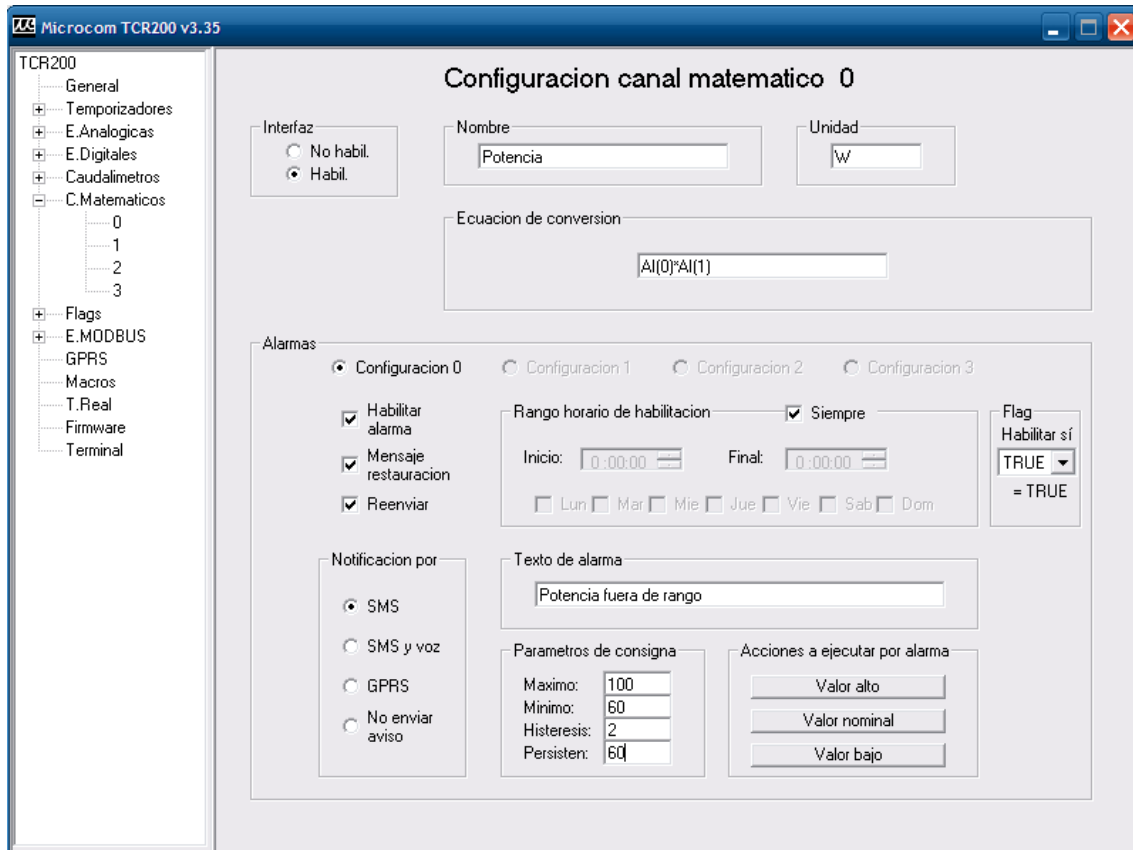 Microcom TCR200 v3.35
TCR200
General
Temporizadores
E.Analogicas
E.Digitales
Caudalimetros
C.Matematicos
0
1
2
3
Flags
E.MODBUS
GPRS
Macros
T.Real
Firmware
Terminal
Configuracion canal matematico 0
Interfaz
No habil.
Habil.
Nombre
Potencia
Unidad
W
Ecuacion de conversion
AI(0)*AI(1)
Alarmas
Configuracion 0 Configuracion 1 Configuracion 2 Configuracion 3
Habilitar
alarma
Mensaje
restauracion
Reenviar
Rango horario de habilitacion Siempre
Inicio: 0:00:00 Final: 0:00:00
Lun Mar Mie Jue Vie Sab Dom
Flag
Habilitar sí
TRUE
= TRUE
Notificacion por
SMS
SMS y voz
GPRS
No enviar
aviso
Texto de alarma
Potencia fuera de rango
Parametros de consigna
Maximo: 100
Minimo: 60
Histeresis: 2
Persisten: 60
Acciones a ejecutar por alarma
Valor alto
Valor nominal
Valor bajo